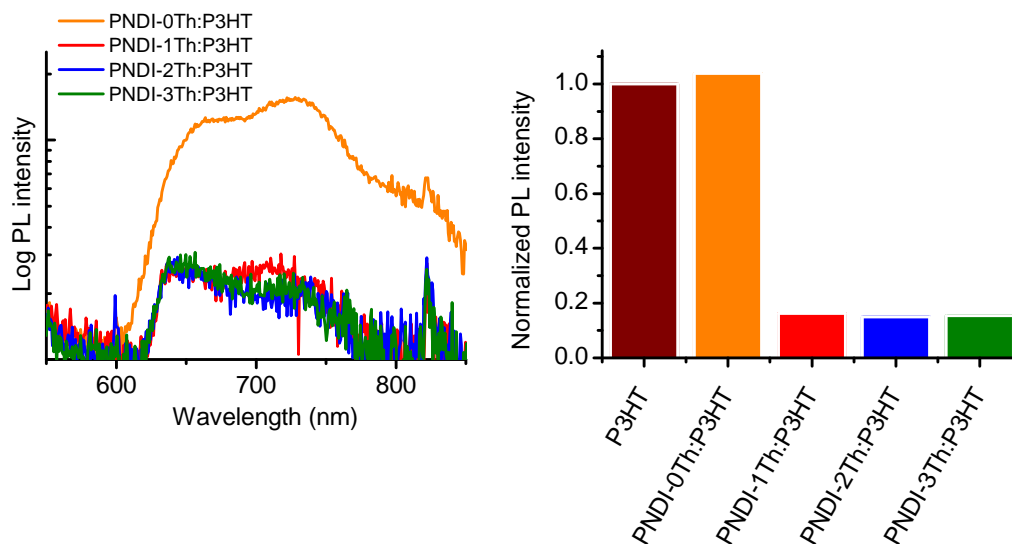 PNDI-0Th:P3HT
PNDI-1Th:P3HT
PNDI-2Th:P3HT
PNDI-3Th:P3HT
Log PL intensity
600
700
800
Wavelength (nm)
Normalized PL intensity
1.0
0.8
0.6
0.4
0.2
0.0
P3HT
PNDI-0Th:P3HT
PNDI-1Th:P3HT
PNDI-2Th:P3HT
PNDI-3Th:P3HT